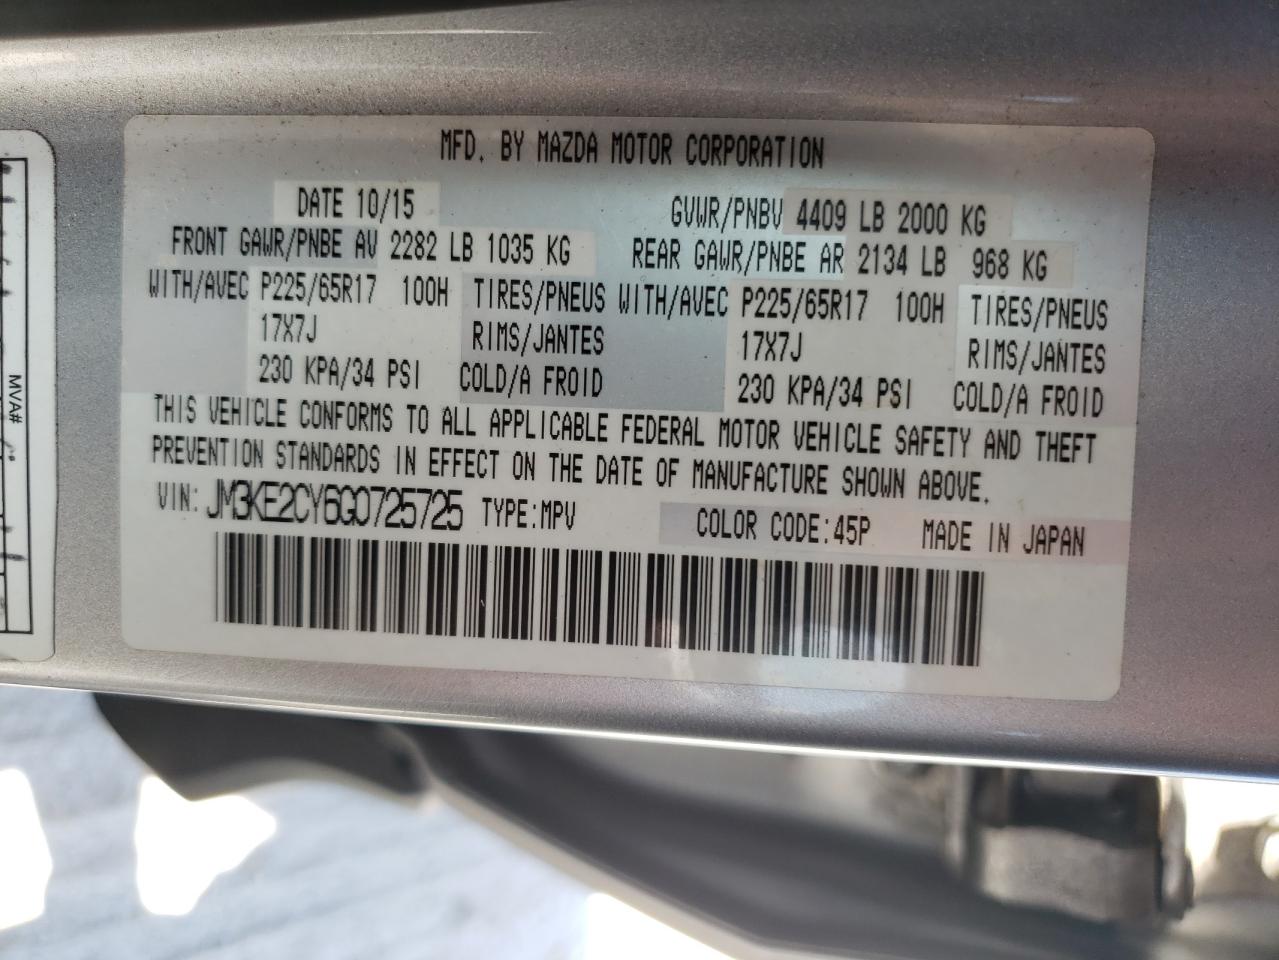 MFD. BY MAZDA MOTOR CORPORATION
DATE 10/15 GVWR/PNBV 4409 LB 2000 KG
FRONT GAWR/PNBE AV 2282 LB 1035 KG REAR GAWR/PNBE AR 2134 LB 968 KG
WITH/AVEC P225/65R17 100H TIRES/PNEUS WITH/AVEC P225/65R17 100H TIRES/PNEUS
17X7J RIMS/JANTES 17X7J RIMS/JANTES
230 KPA/34 PSI COLD/A FROID 230 KPA/34 PSI COLD/A FROID
THIS VEHICLE CONFORMS TO ALL APPLICABLE FEDERAL MOTOR VEHICLE SAFETY AND THEFT
PREVENTION STANDARDS IN EFFECT ON THE DATE OF MANUFACTURE SHOWN ABOVE.
VIN: JM3KE2CY6G0725725 TYPE:MPV COLOR CODE:45P MADE IN JAPAN
MVA#